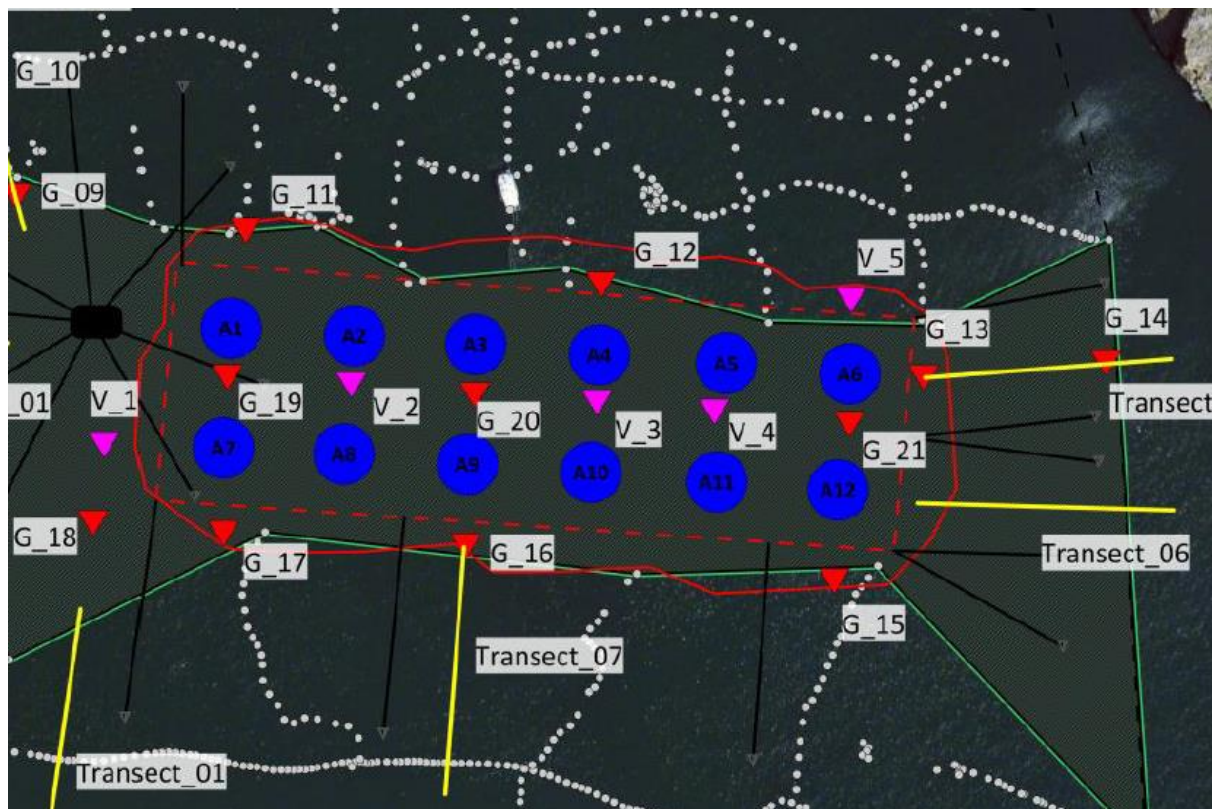 G_10
G_09
G_11
G_12
V_5
G_13
G_14
A1
A2
A3
A4
A5
A6
_01
V_1
G_19
V_2
G_20
V_3
V_4
G_21
Transect
A7
A8
A9
A10
A11
A12
G_18
G_17
G_16
Transect_06
G_15
Transect_07
Transect_01